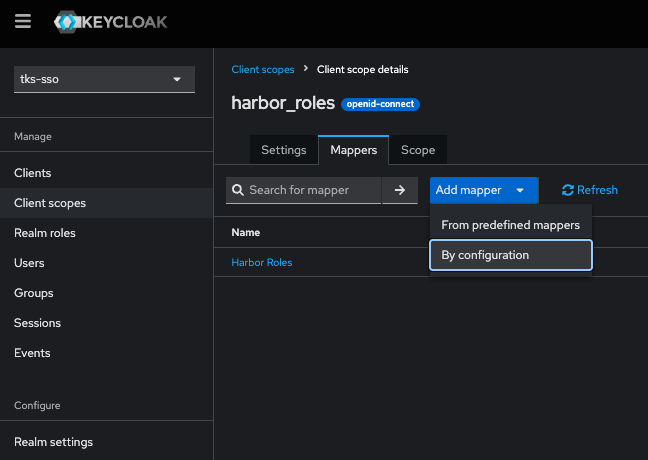 KEYCLOAK
tks-sso
Manage
Clients
Client scopes
Realm roles
Users
Groups
Sessions
Events
Configure
Realm settings
Client scopes > Client scope details
harbor_roles openid-connect
Settings Mappers Scope
Search for mapper Add mapper Refresh
From predefined mappers
By configuration
Name
Harbor Roles